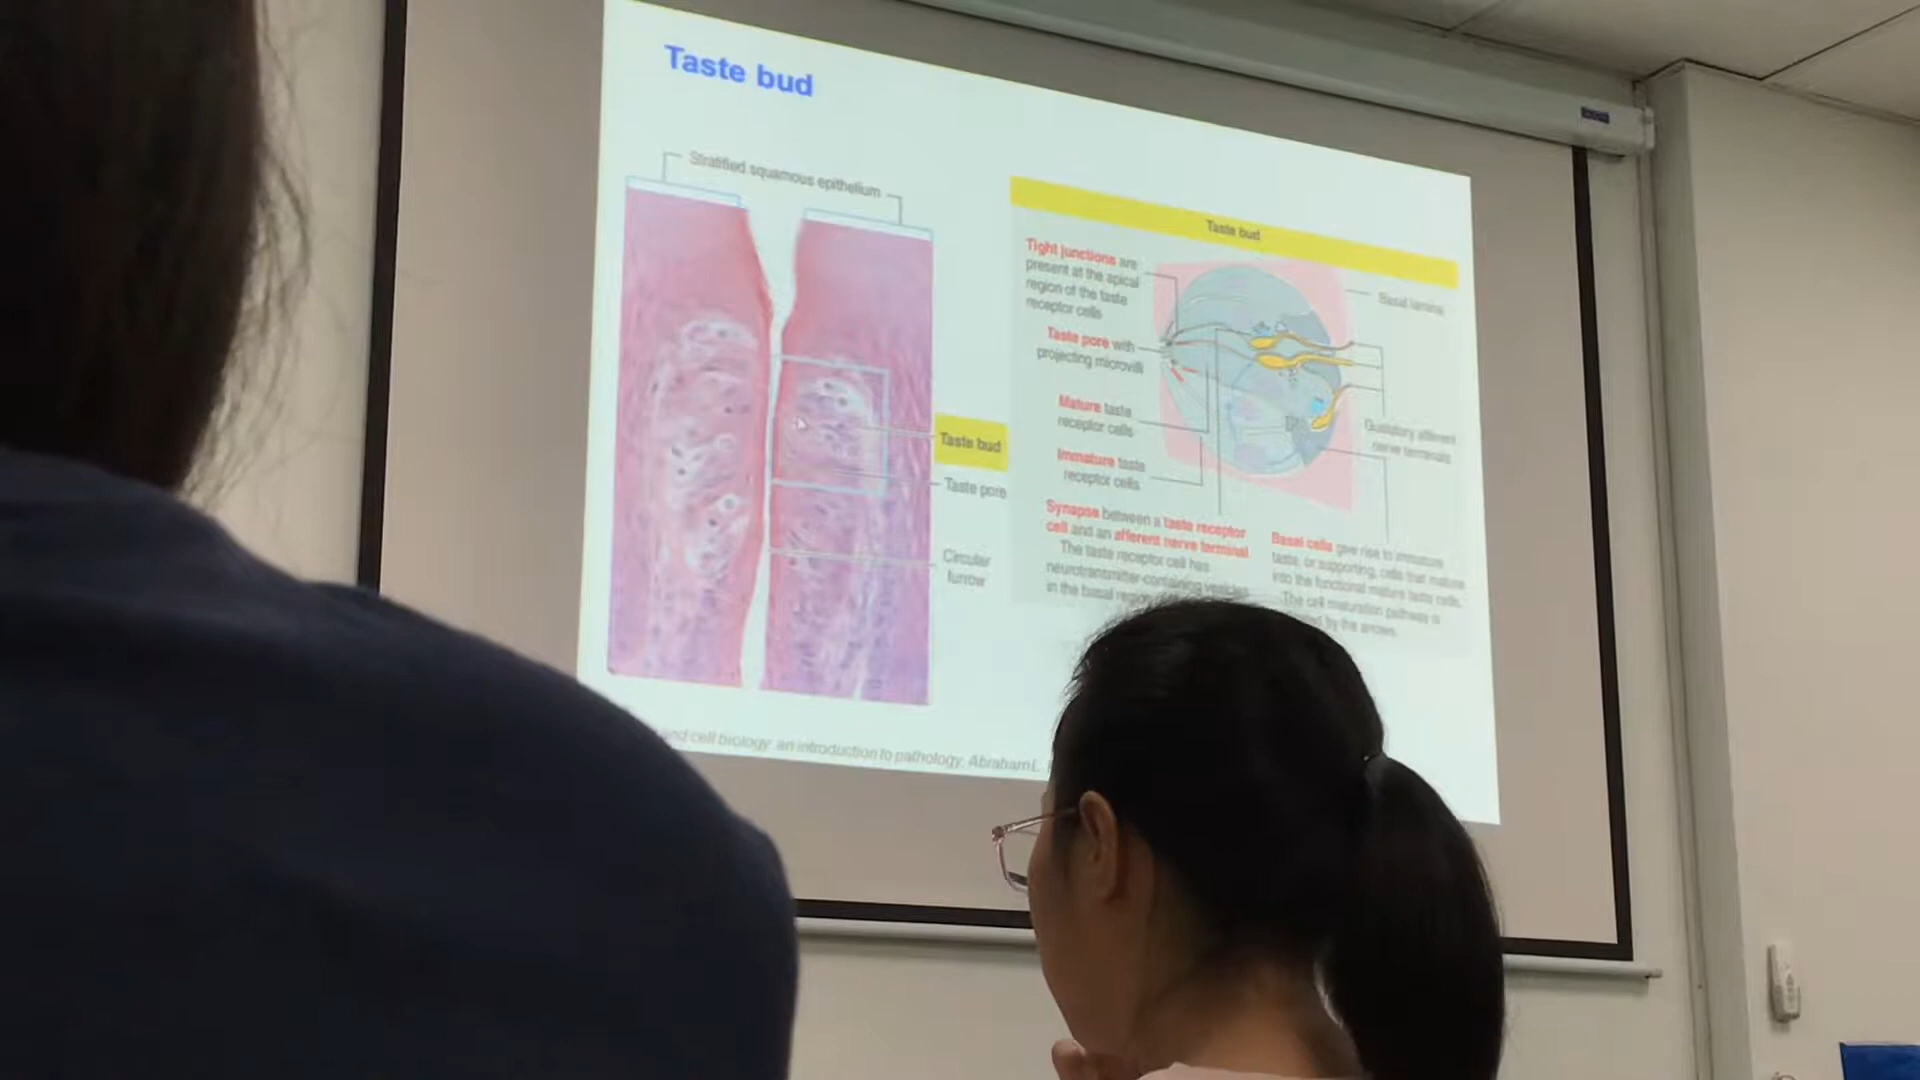 Taste bud
Stratified squamous epithelium
Taste bud
Taste pore
Circular
furrow
Taste bud
Tight junctions are
present at the apical
region of the taste
receptor cells
Taste pore with
projecting microvilli
Mature taste
receptor cells
Immature taste
receptor cells
Synapse between a taste receptor
cell and an afferent nerve terminal
The taste receptor cell has
neurotransmitter-containing vesicles
in the basal
Basal lamina
Gustatory afferent
nerve terminals
Basal cells give rise to immature
taste, or supporting, cells that mature
into the functional mature taste cells.
The cell maturation pathway is
by the arrows.
and cell biology: an introduction to pathology, Abraham L.